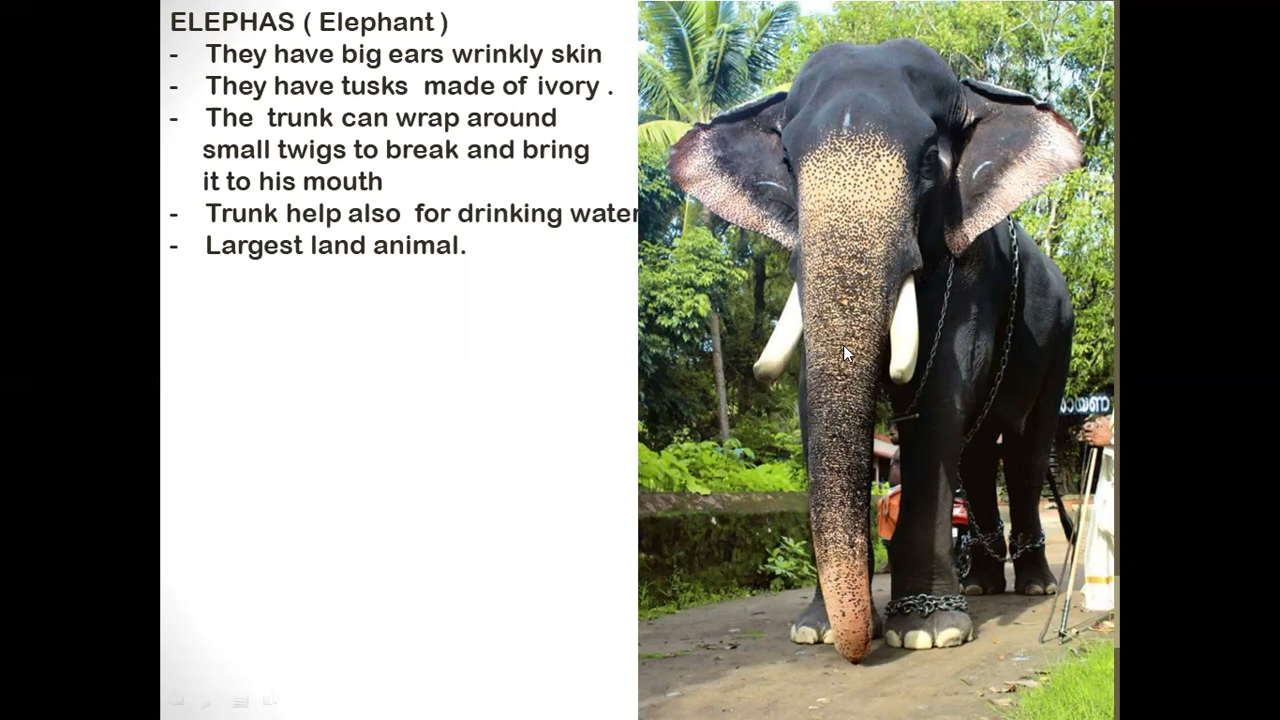 ELEPHAS ( Elephant )
- They have big ears wrinkly skin
- They have tusks made of ivory .
- The trunk can wrap around
small twigs to break and bring
it to his mouth
- Trunk help also for drinking water
- Largest land animal.